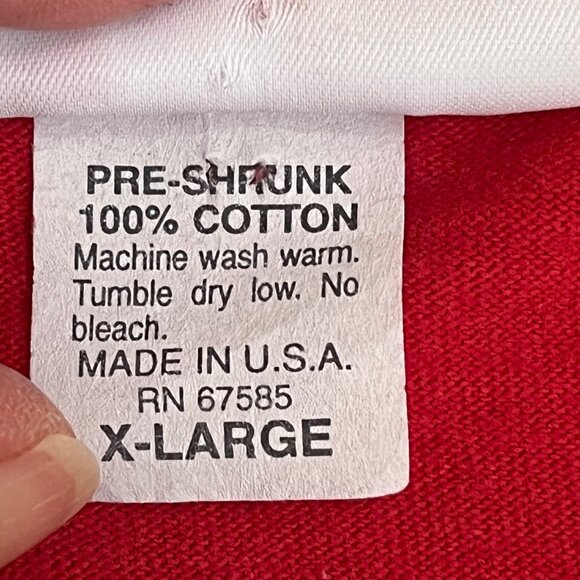 PRE-SHRUNK
100% COTTON
Machine wash warm.
Tumble dry low. No
bleach.
MADE IN U.S.A.
RN 67585
X-LARGE